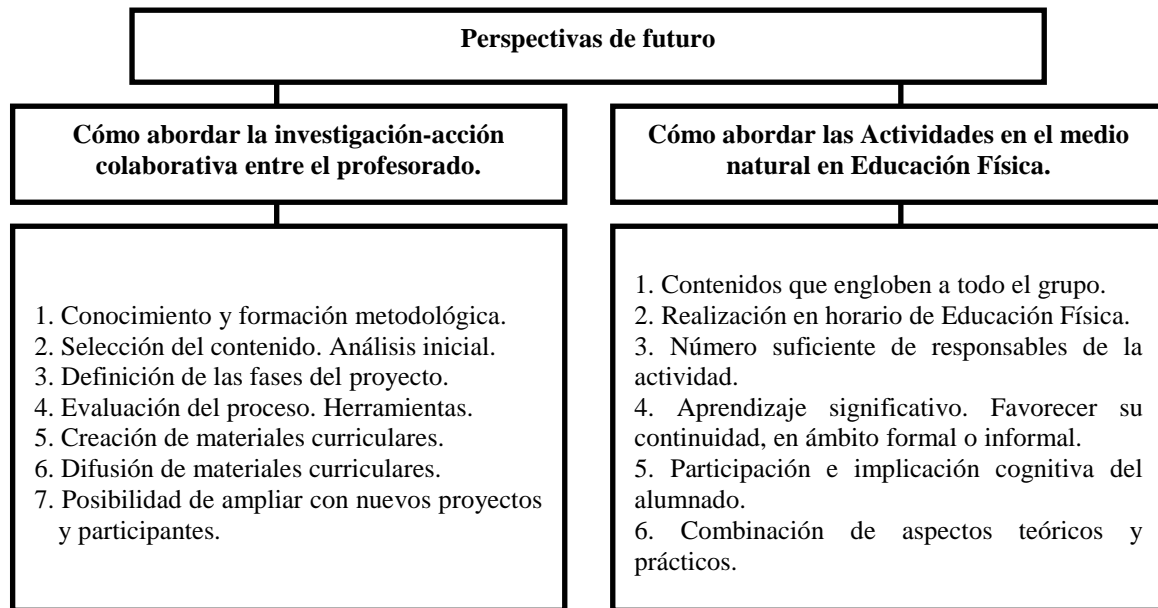 Perspectivas de futuro
Cómo abordar la investigación-acción
colaborativa entre el profesorado.
Cómo abordar las Actividades en el medio
natural en Educación Física.
1. Conocimiento y formación metodológica.
2. Selección del contenido. Análisis inicial.
3. Definición de las fases del proyecto.
4. Evaluación del proceso. Herramientas.
5. Creación de materiales curriculares.
6. Difusión de materiales curriculares.
7. Posibilidad de ampliar con nuevos proyectos
y participantes.
1. Contenidos que engloben a todo el grupo.
2. Realización en horario de Educación Física.
3. Número suficiente de responsables de la
actividad.
4. Aprendizaje significativo. Favorecer su
continuidad, en ámbito formal o informal.
5. Participación e implicación cognitiva del
alumnado.
6. Combinación de aspectos teóricos y
prácticos.